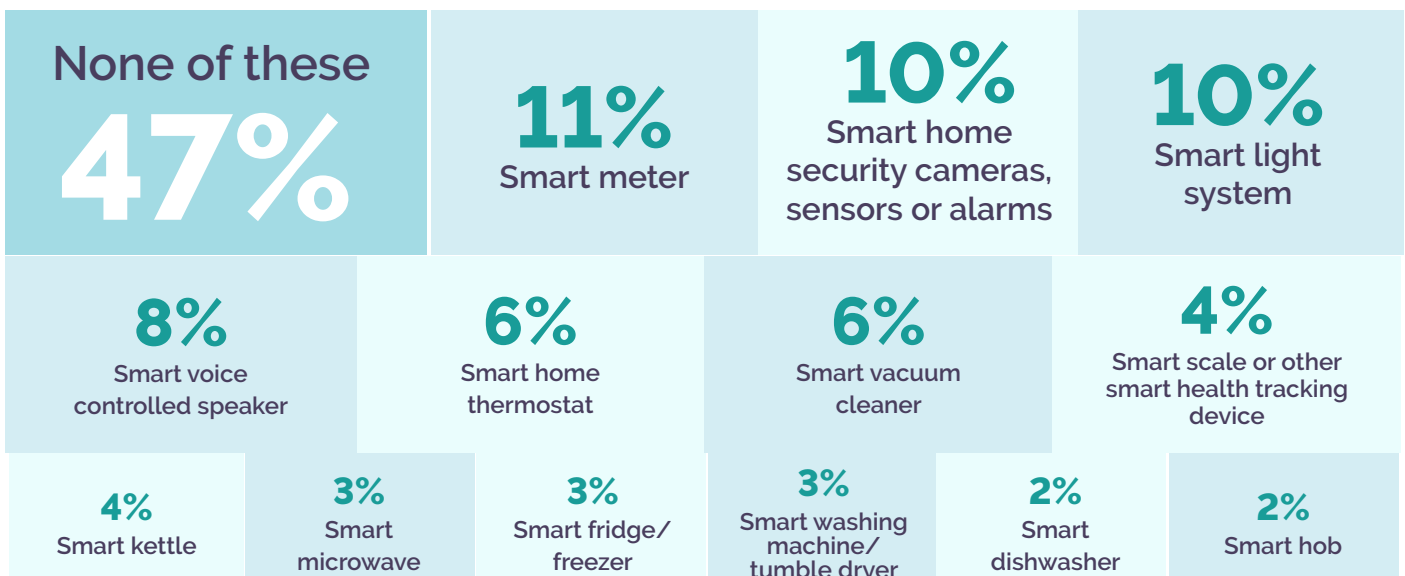 None of these
47%
11%
Smart meter
10%
Smart home
security cameras,
sensors or alarms
10%
Smart light
system
8%
Smart voice
controlled speaker
6%
Smart home
thermostat
6%
Smart vacuum
cleaner
4%
Smart scale or other
smart health tracking
device
4%
Smart kettle
3%
Smart
microwave
3%
Smart fridge/
freezer
3%
Smart washing
machine/
tumble dryer
2%
Smart
dishwasher
2%
Smart hob